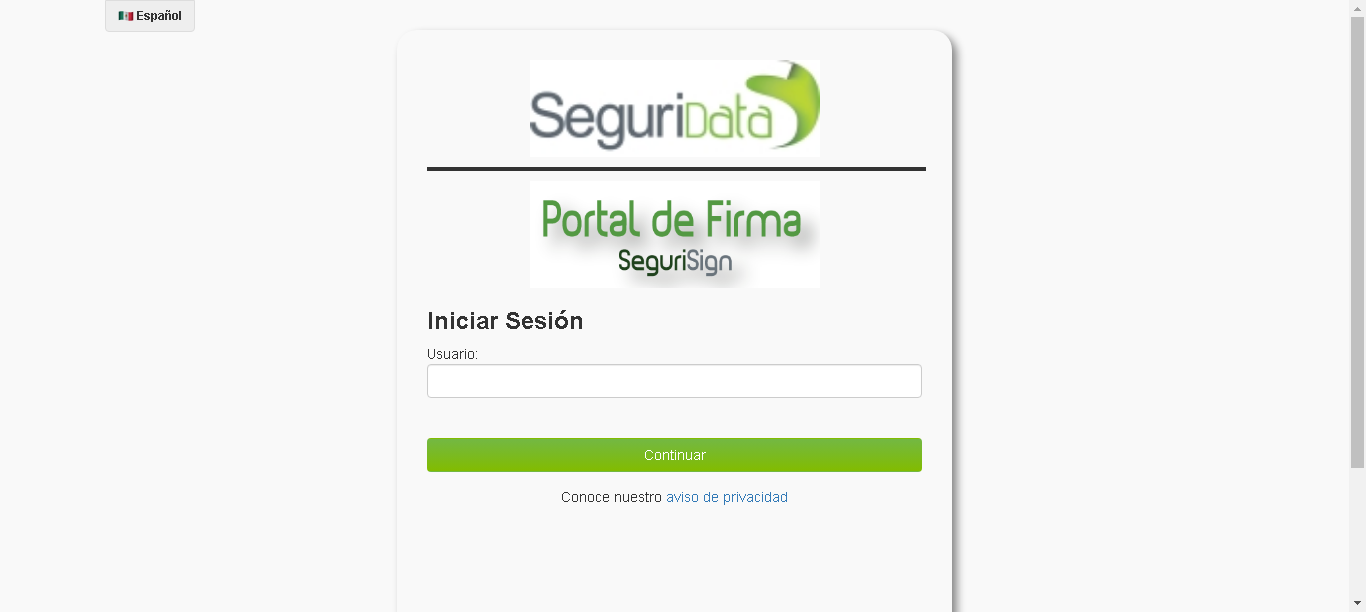 Español
SeguriData
Portal de Firma
SeguriSign
Iniciar Sesión
Usuario:
Continuar
Conoce nuestro aviso de privacidad